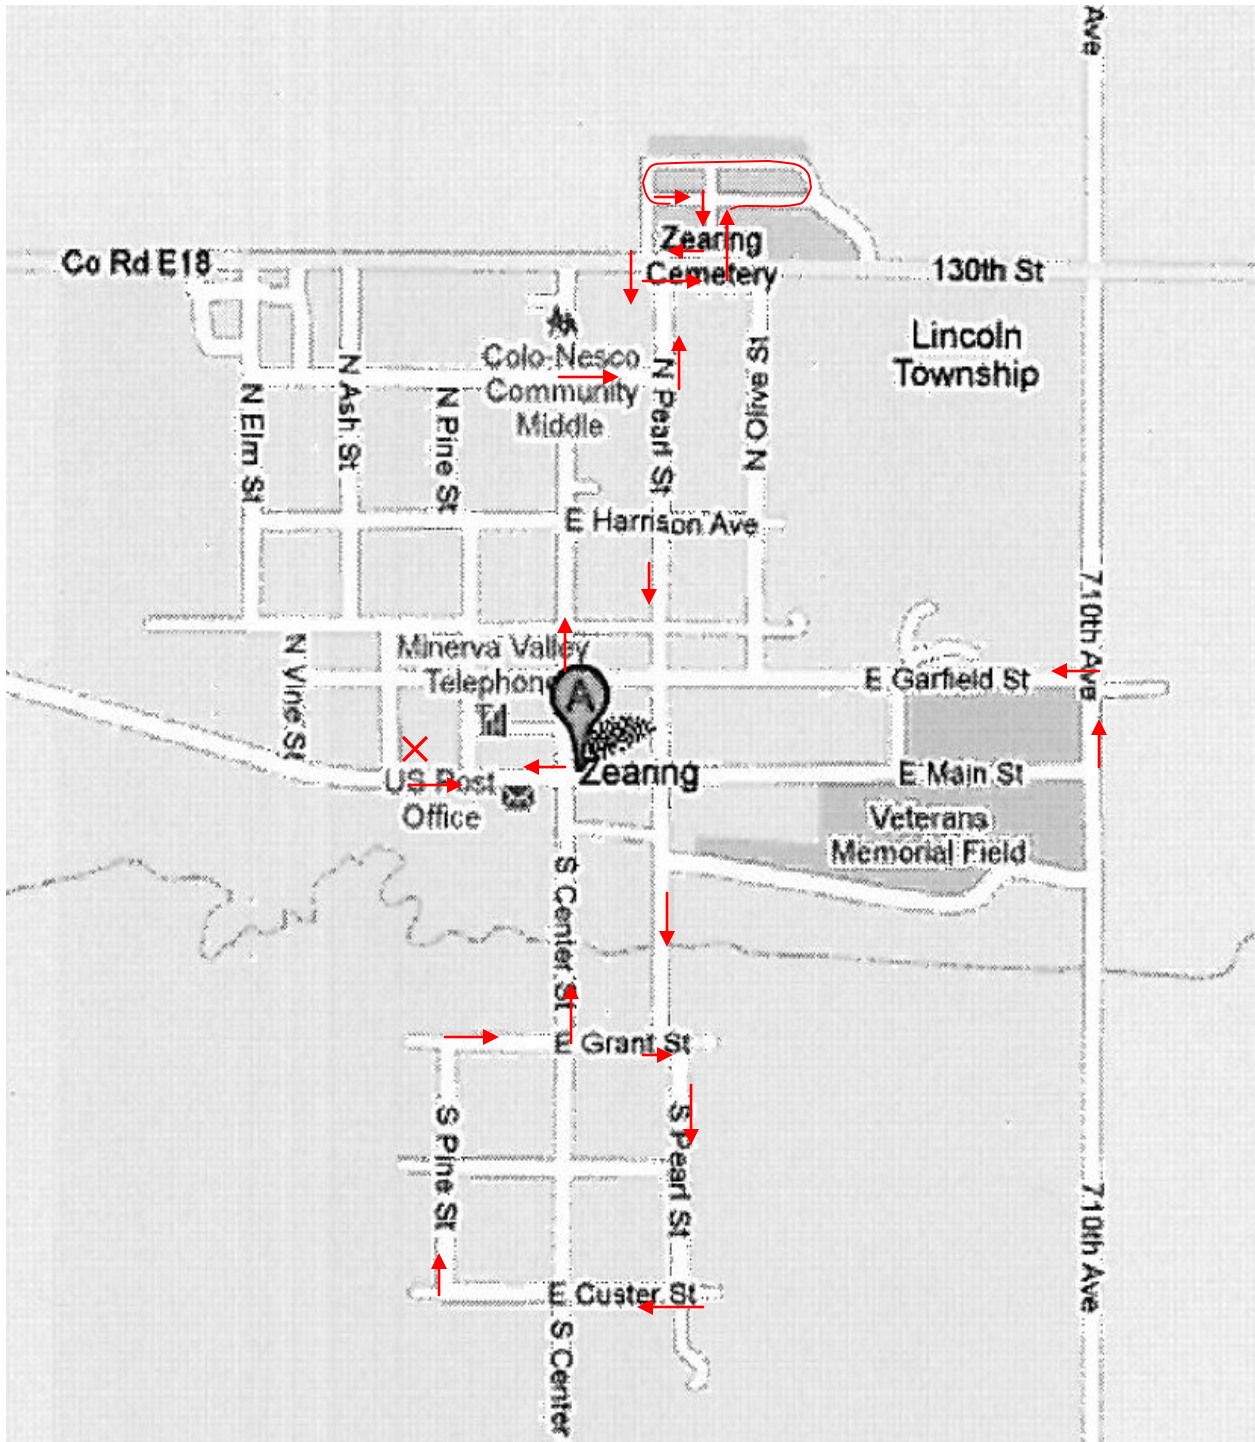 Ave
Zearing
Cemetery
Co Rd E18
130th St
Lincoln
Township
Colo-Nesco
Community
Middle
N Elm St
N Ash St
N Pine St
N Pearl St
N Olive St
E Harrison Ave
710th Ave
Minerva Valley
Telephone
A
N Vine St
E Garfield St
Zearing
E Main St
US Post
Office
Veterans
Memorial Field
S Center St
E Grant St
S Pine St
S Pearl St
710th Ave
E Custer St
S Center